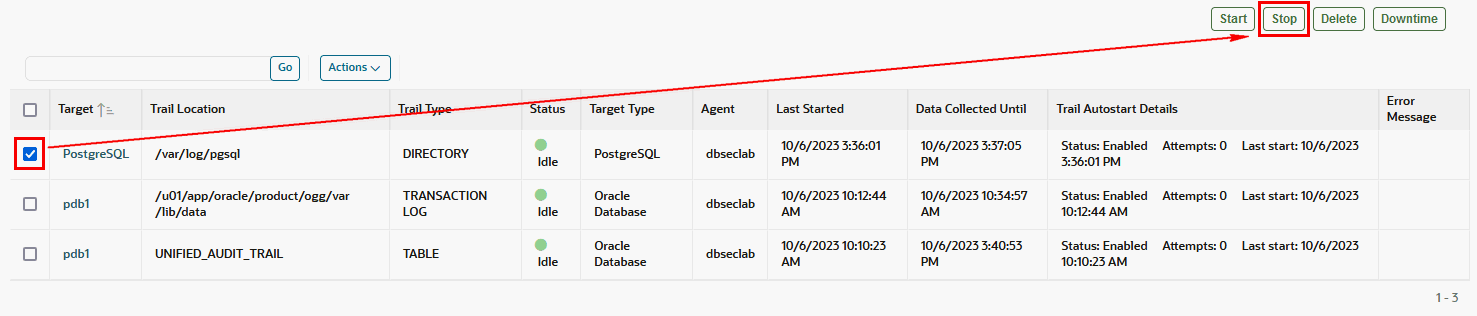 Start Stop Delete Downtime
Go Actions
Target Trail Location Trail Type Status Target Type Agent Last Started Data Collected Until Trail Autostart Details Error
Message
PostgreSQL /var/log/pgsql DIRECTORY Idle PostgreSQL dbseclab 10/6/2023 3:36:01
PM 10/6/2023 3:37:05
PM Status: Enabled Attempts: 0 Last start: 10/6/2023
3:36:01 PM
pdb1 /u01/app/oracle/product/ogg/var
/lib/data TRANSACTION
LOG Idle Oracle
Database dbseclab 10/6/2023 10:12:44
AM 10/6/2023 10:34:57
AM Status: Enabled Attempts: 0 Last start: 10/6/2023
10:12:44 AM
pdb1 UNIFIED_AUDIT_TRAIL TABLE Idle Oracle
Database dbseclab 10/6/2023 10:10:23
AM 10/6/2023 3:40:53
PM Status: Enabled Attempts: 0 Last start: 10/6/2023
10:10:23 AM
1 - 3